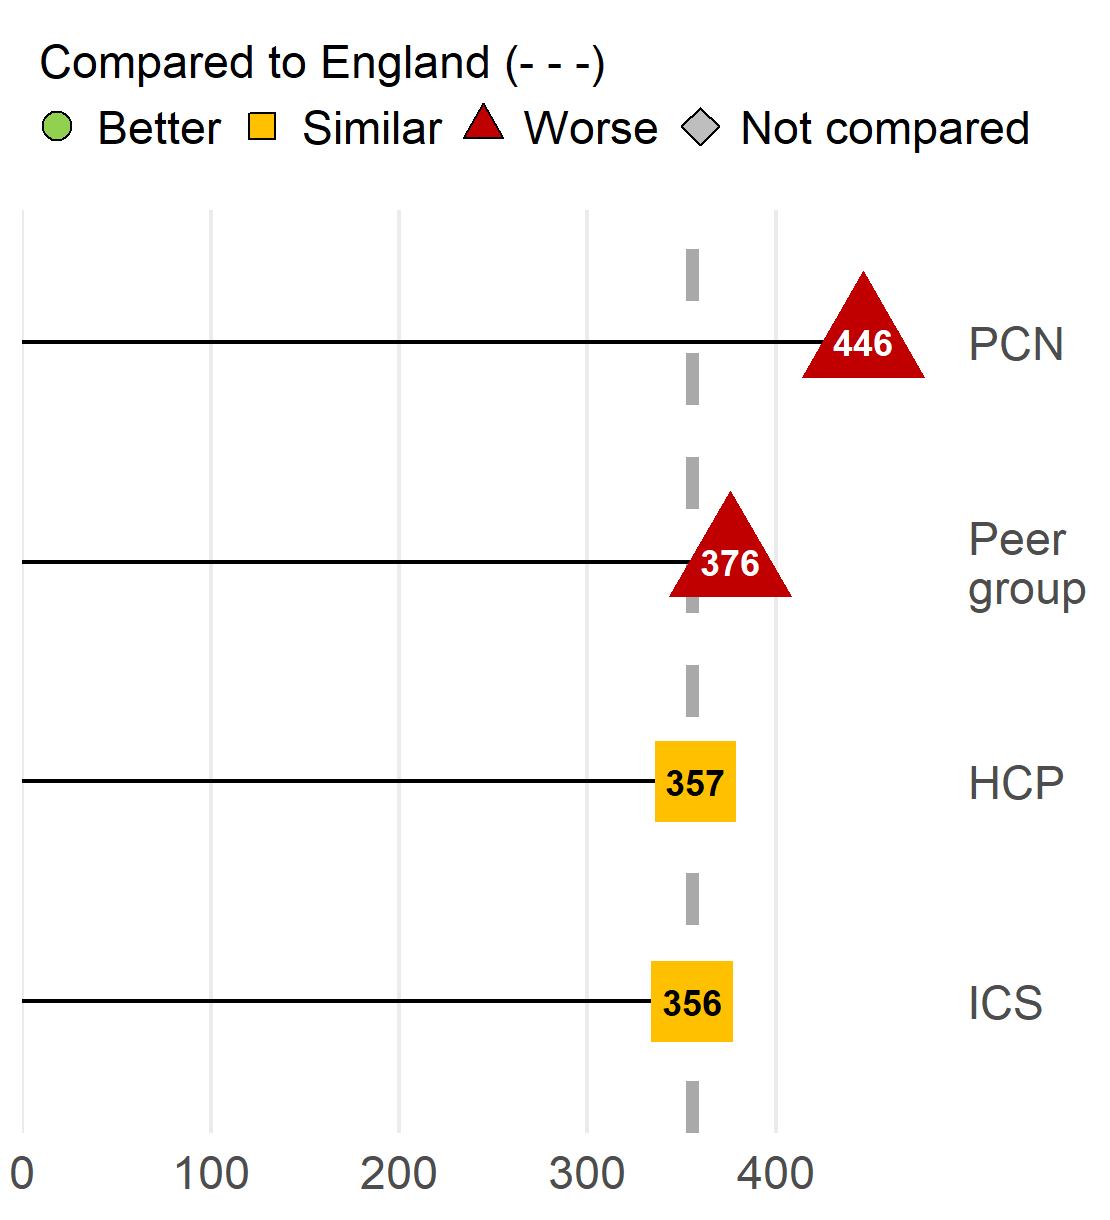 Compared to England (- - -)
Better Similar Worse Not compared
446 PCN
376 Peer
group
357 HCP
356 ICS
0 100 200 300 400